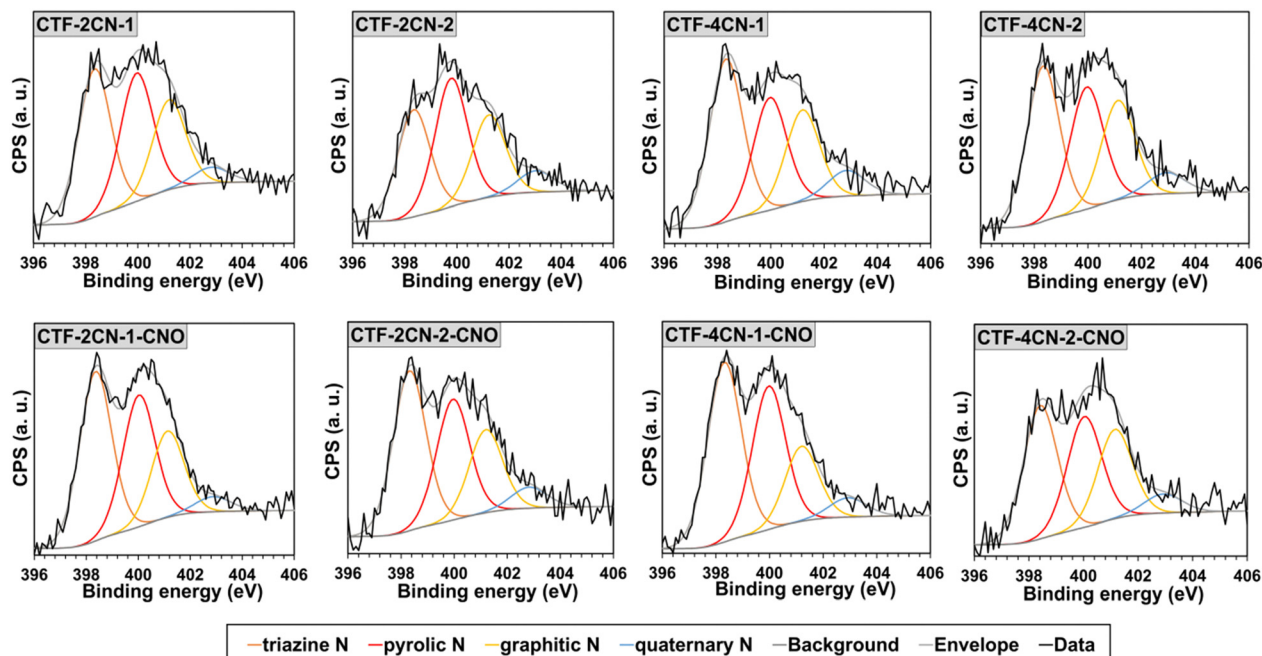 CTF-2CN-1
CTF-2CN-2
CTF-4CN-1
CTF-4CN-2
CPS (a. u.)
CPS (a. u.)
CPS (a. u.)
CPS (a. u.)
396 398 400 402 404 406
396 398 400 402 404 406
396 398 400 402 404 406
396 398 400 402 404 406
Binding energy (eV)
Binding energy (eV)
Binding energy (eV)
Binding energy (eV)
CTF-2CN-1-CNO
CTF-2CN-2-CNO
CTF-4CN-1-CNO
CTF-4CN-2-CNO
CPS (a. u.)
CPS (a. u.)
CPS (a. u.)
CPS (a. u.)
396 398 400 402 404 406
396 398 400 402 404 406
396 398 400 402 404 406
396 398 400 402 404 406
Binding energy (eV)
Binding energy (eV)
Binding energy (eV)
Binding energy (eV)
triazine N pyrolic N graphitic N quaternary N Background Envelope Data